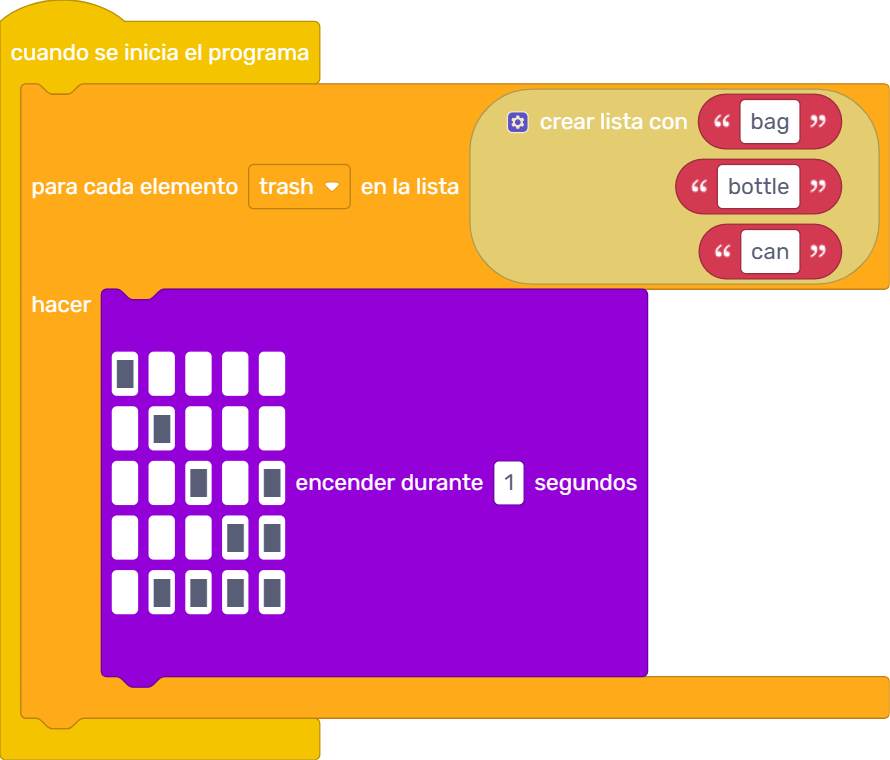 cuando se inicia el programa
crear lista con “ bag ”
para cada elemento trash en la lista “ bottle ”
“ can ”
hacer
encender durante 1 segundos